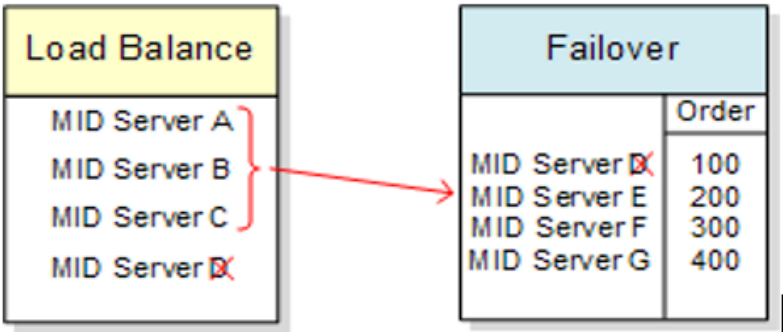 Load Balance
MID Server A
MID Server B
MID Server C
MID Server D
Failover
Order
MID Server D 100
MID Server E 200
MID Server F 300
MID Server G 400